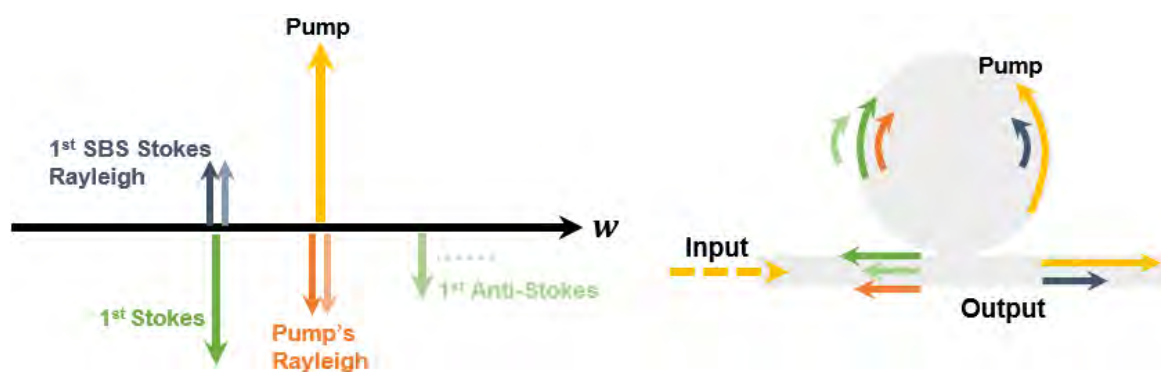 Pump
1st SBS Stokes
Rayleigh
w
1st Stokes
Pump's
Rayleigh
1st Anti-Stokes
Pump
Input
Output